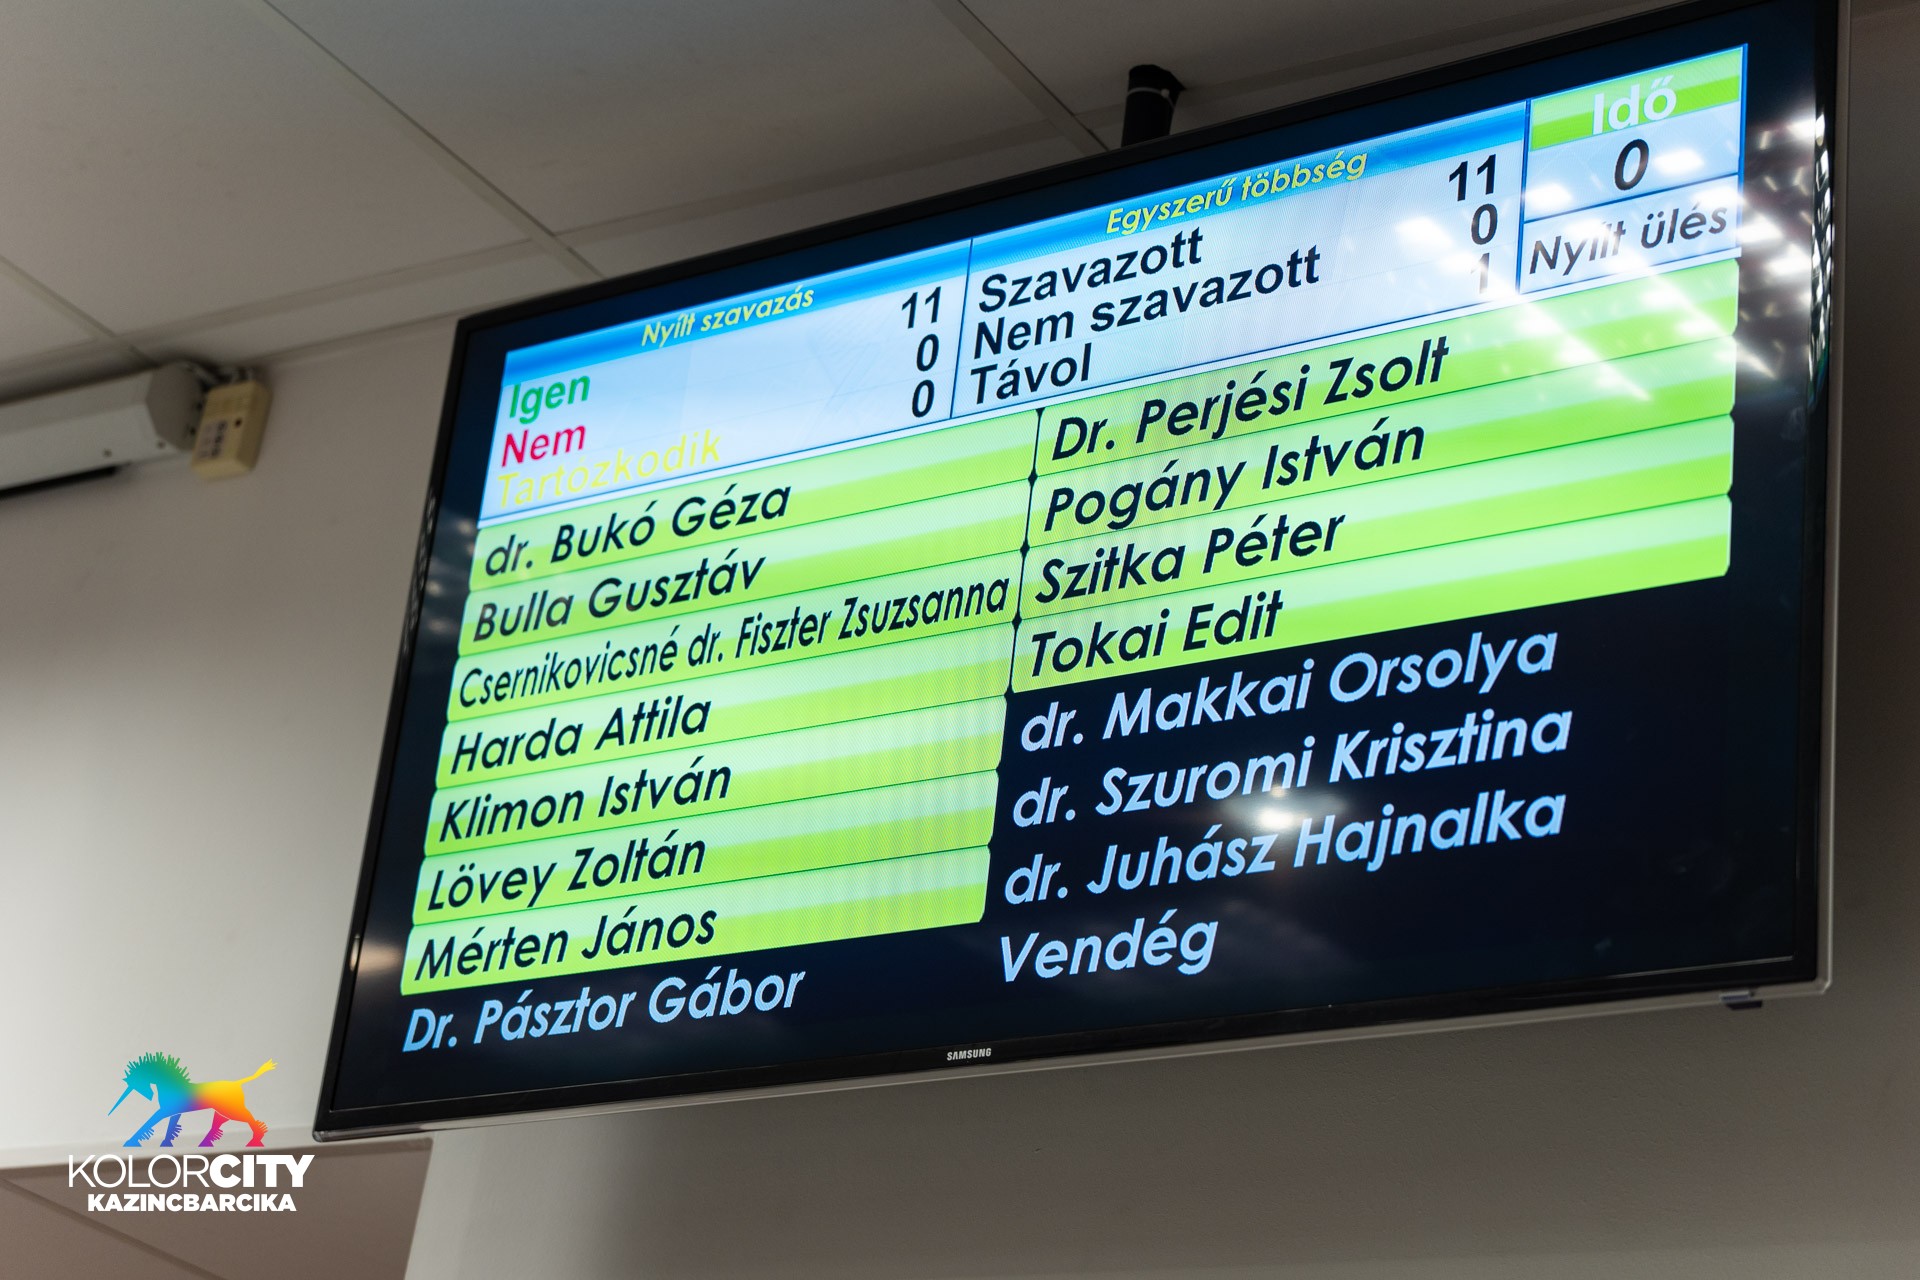 Nyílt szavazás
Igen 11
Nem 0
Tartózkodik 0
Egyszerű többség
Szavazott 11
Nem szavazott 0
Távol 1
Idő
0
Nyílt ülés
dr. Bukó Géza
Bulla Gusztáv
Csernikovicsné dr. Fiszter Zsuzsanna
Harda Attila
Klimon István
Lövey Zoltán
Mérten János
Dr. Pásztor Gábor
Dr. Perjési Zsolt
Pogány István
Szitka Péter
Tokai Edit
dr. Makkai Orsolya
dr. Szuromi Krisztina
dr. Juhász Hajnalka
Vendég
SAMSUNG
KOLORCITY
KAZINCBARCIKA